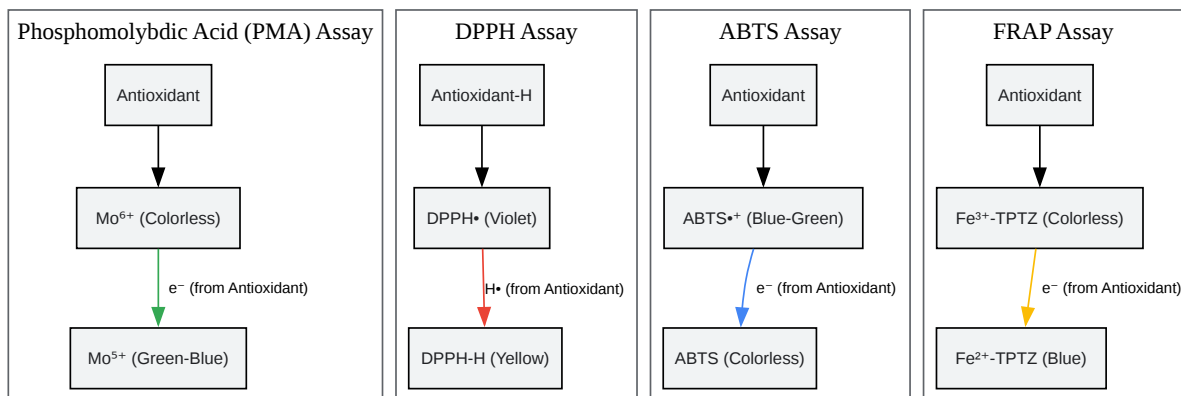 Phosphomolybdic Acid (PMA) Assay
Antioxidant
Mo⁶⁺ (Colorless)
e⁻ (from Antioxidant)
Mo⁵⁺ (Green-Blue)
DPPH Assay
Antioxidant-H
DPPH• (Violet)
H• (from Antioxidant)
DPPH-H (Yellow)
ABTS Assay
Antioxidant
ABTS•⁺ (Blue-Green)
e⁻ (from Antioxidant)
ABTS (Colorless)
FRAP Assay
Antioxidant
Fe³⁺-TPTZ (Colorless)
e⁻ (from Antioxidant)
Fe²⁺-TPTZ (Blue)